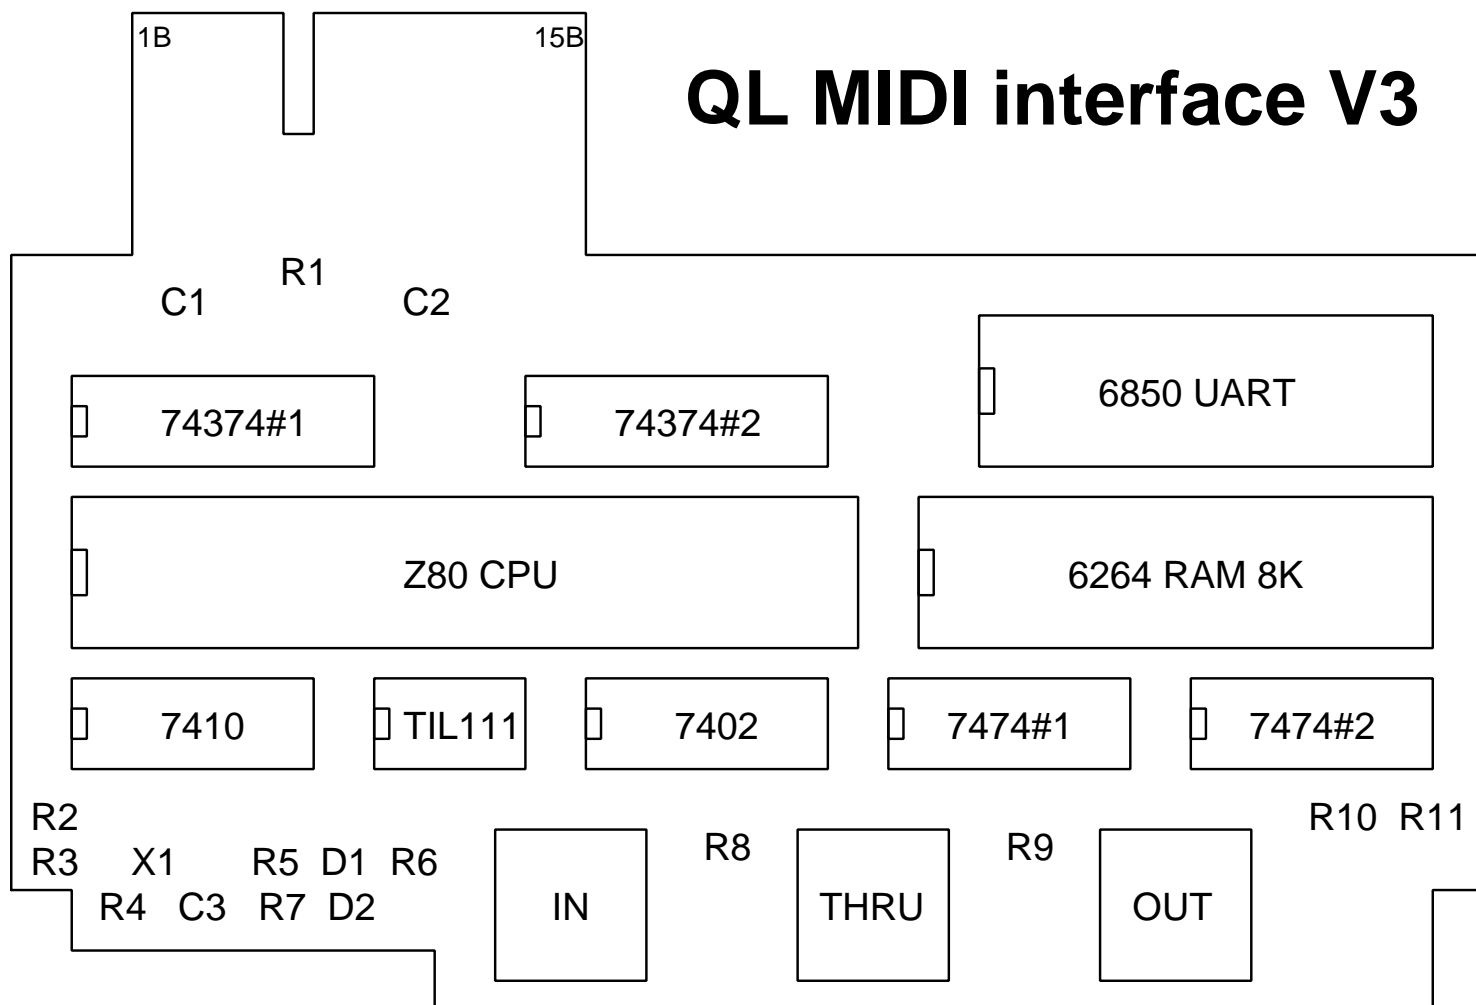 1B 15B
QL MIDI interface V3
R1
C1 C2
74374#1 74374#2 6850 UART
Z80 CPU 6264 RAM 8K
7410 TIL111 7402 7474#1 7474#2
R2 R10 R11
R3 X1 R5 D1 R6 R8 R9
R4 C3 R7 D2 IN THRU OUT